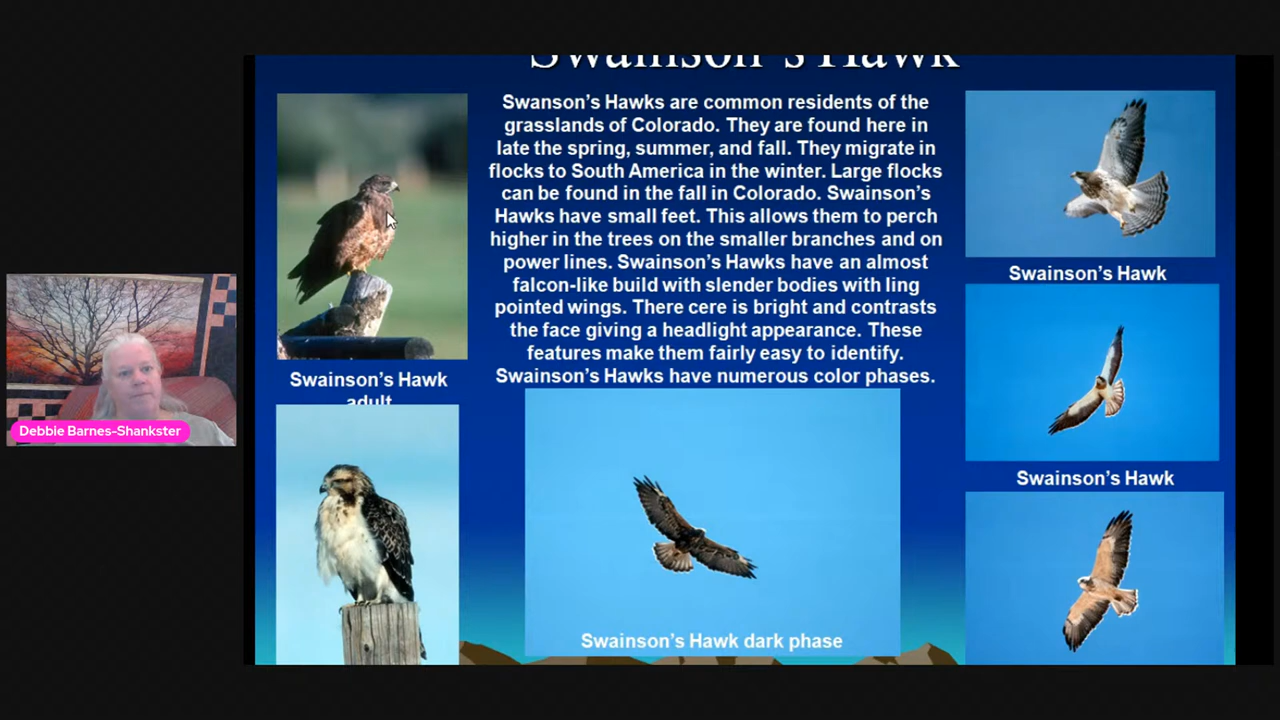 Swainson's Hawk
Swanson's Hawks are common residents of the
grasslands of Colorado. They are found here in
late the spring, summer, and fall. They migrate in
flocks to South America in the winter. Large flocks
can be found in the fall in Colorado. Swainson's
Hawks have small feet. This allows them to perch
higher in the trees on the smaller branches and on
power lines. Swainson's Hawks have an almost
falcon-like build with slender bodies with ling
pointed wings. There cere is bright and contrasts
the face giving a headlight appearance. These
features make them fairly easy to identify.
Swainson's Hawks have numerous color phases.
Swainson's Hawk
adult
Swainson's Hawk dark phase
Swainson's Hawk
Swainson's Hawk
Debbie Barnes-Shankster